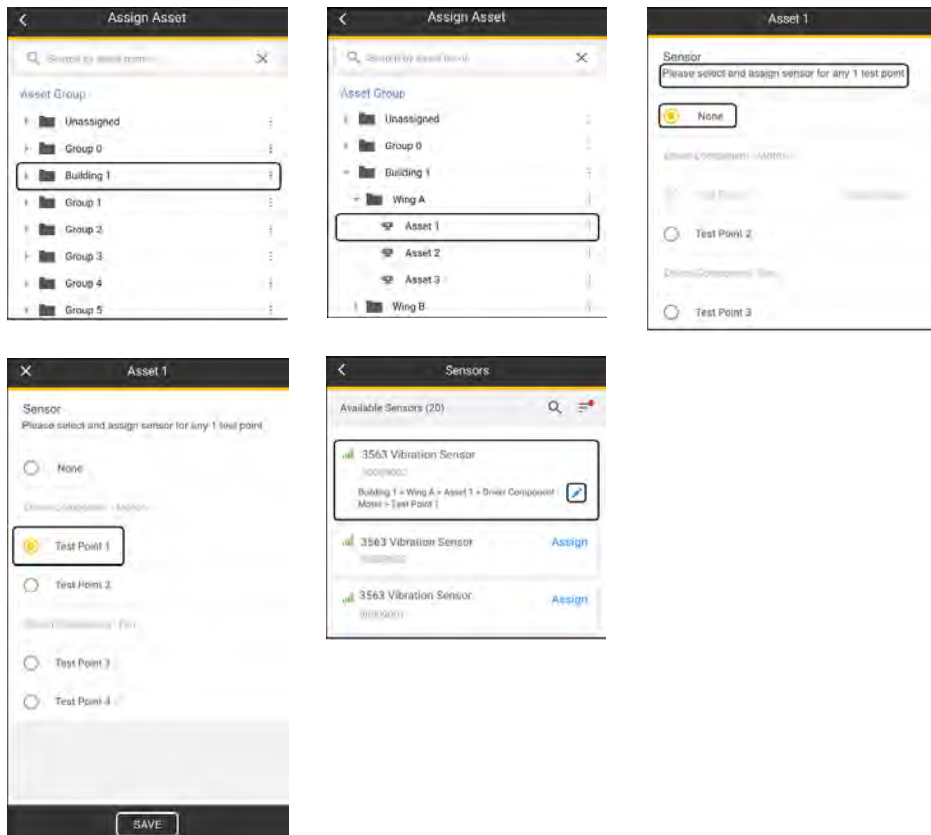 Assign Asset
Asset Group
Unassigned
Group 0
Building 1
Group 1
Group 2
Group 3
Group 4
Group 5
Assign Asset
Asset Group
Unassigned
Group 0
Building 1
Wing A
Asset 1
Asset 2
Asset 3
Wing B
Asset 1
Sensor
Please select and assign sensor for any 1 test point
None
Test Point 2
Test Point 3
Asset 1
Sensor
Please select and assign sensor for any 1 test point
None
Test Point 1
Test Point 2
Test Point 3
Test Point 4
SAVE
Sensors
Available Sensors (20)
3563 Vibration Sensor
Building 1 > Wing A > Asset 1 > Driver Component
Motor > Test Point 1
3563 Vibration Sensor Assign
3563 Vibration Sensor Assign